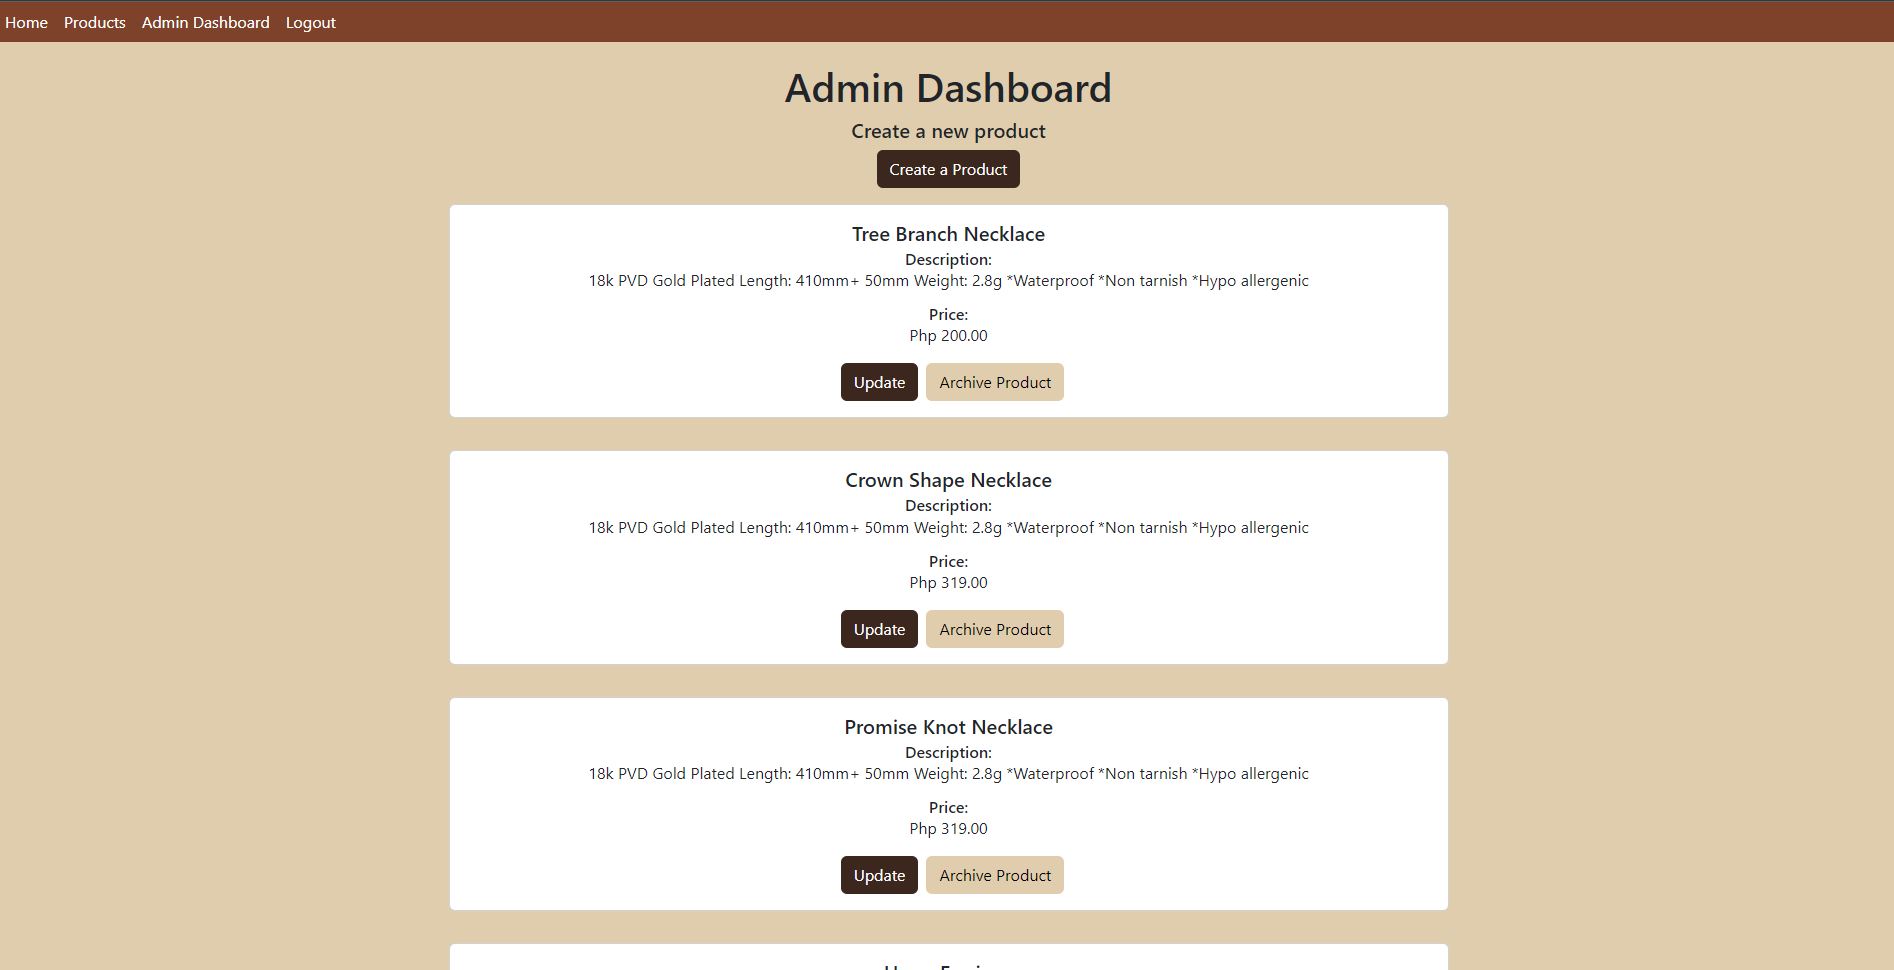 Home Products Admin Dashboard Logout
Admin Dashboard
Create a new product
Create a Product
Tree Branch Necklace
Description:
18k PVD Gold Plated Length: 410mm+ 50mm Weight: 2.8g *Waterproof *Non tarnish *Hypo allergenic
Price:
Php 200.00
Update Archive Product
Crown Shape Necklace
Description:
18k PVD Gold Plated Length: 410mm+ 50mm Weight: 2.8g *Waterproof *Non tarnish *Hypo allergenic
Price:
Php 319.00
Update Archive Product
Promise Knot Necklace
Description:
18k PVD Gold Plated Length: 410mm+ 50mm Weight: 2.8g *Waterproof *Non tarnish *Hypo allergenic
Price:
Php 319.00
Update Archive Product